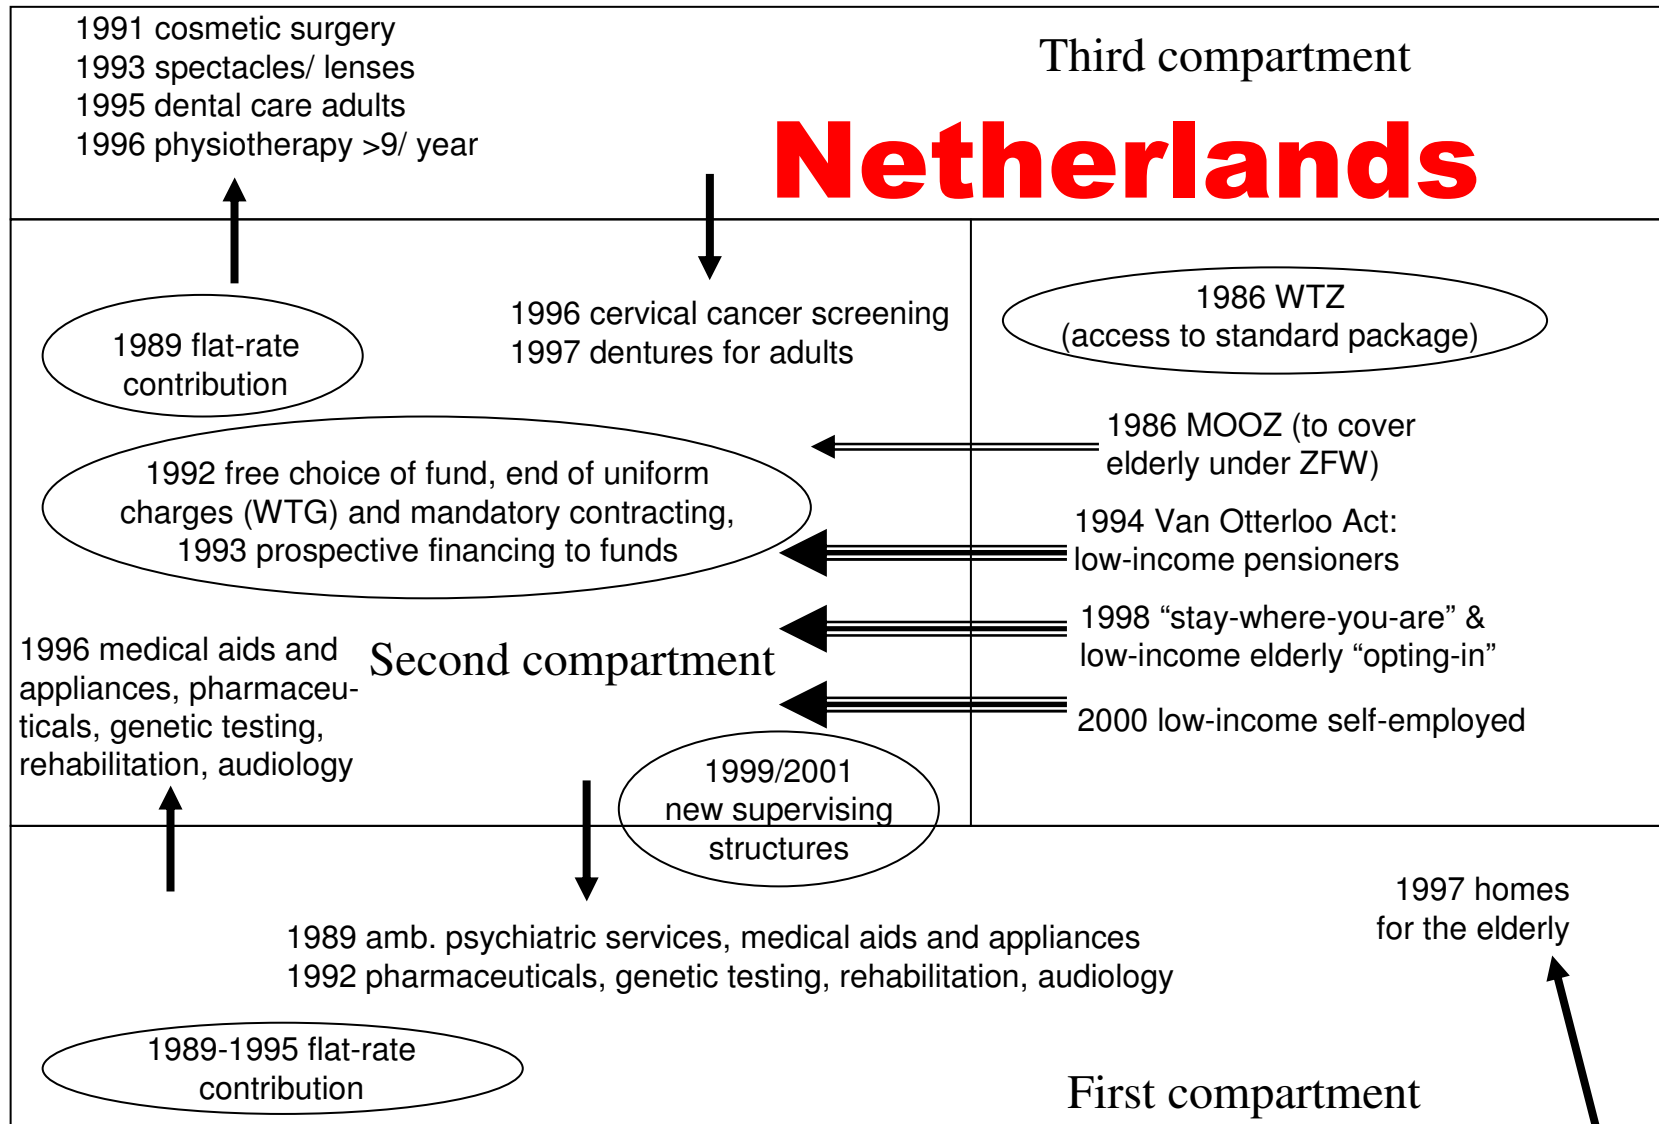 1991 cosmetic surgery
1993 spectacles/ lenses
1995 dental care adults
1996 physiotherapy >9/ year
Third compartment
Netherlands
1989 flat-rate
contribution
1996 cervical cancer screening
1997 dentures for adults
1986 WTZ
(access to standard package)
1992 free choice of fund, end of uniform
charges (WTG) and mandatory contracting,
1993 prospective financing to funds
1986 MOOZ (to cover
elderly under ZFW)
1994 Van Otterloo Act:
low-income pensioners
1998 “stay-where-you-are” &
low-income elderly “opting-in”
2000 low-income self-employed
1996 medical aids and
appliances, pharmaceu-
ticals, genetic testing,
rehabilitation, audiology
Second compartment
1999/2001
new supervising
structures
1989 amb. psychiatric services, medical aids and appliances
1992 pharmaceuticals, genetic testing, rehabilitation, audiology
1997 homes
for the elderly
1989-1995 flat-rate
contribution
First compartment